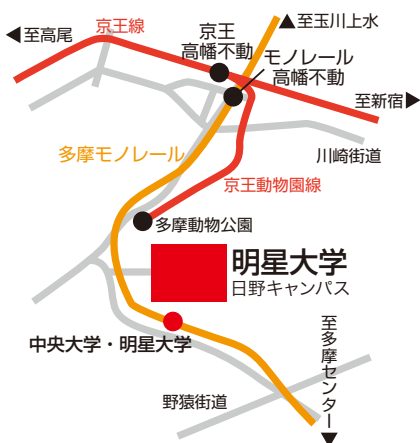 ▲至玉川上水
京王
高幡不動
◀至高尾
京王線
モノレール
高幡不動
至新宿▶
川崎街道
多摩モノレール
京王動物園線
多摩動物公園
明星大学
日野キャンパス
中央大学・明星大学
至多摩センター▼
野猿街道